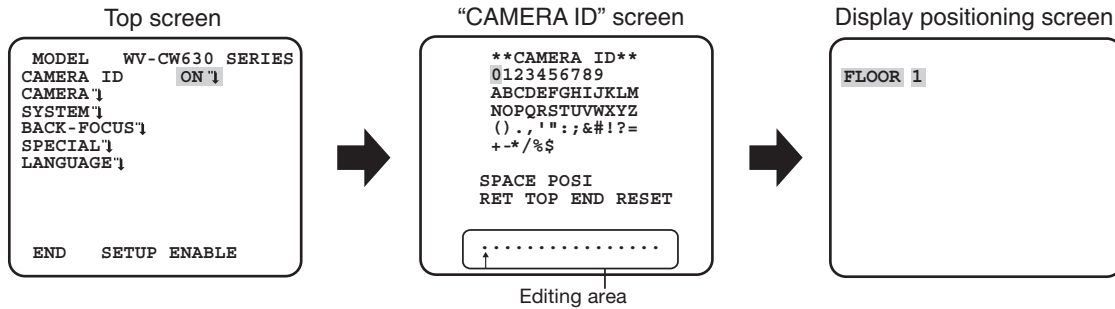 Top screen
MODEL WV-CW630 SERIES
CAMERA ID ON
CAMERA
SYSTEM
BACK-FOCUS
SPECIAL
LANGUAGE
END SETUP ENABLE
“CAMERA ID” screen
**CAMERA ID**
0123456789
ABCDEFGHIJKLM
NOPQRSTUVWXYZ
().,'":;&#!?=
+-*/%$
SPACE POSI
RET TOP END RESET
................
Editing area
Display positioning screen
FLOOR 1